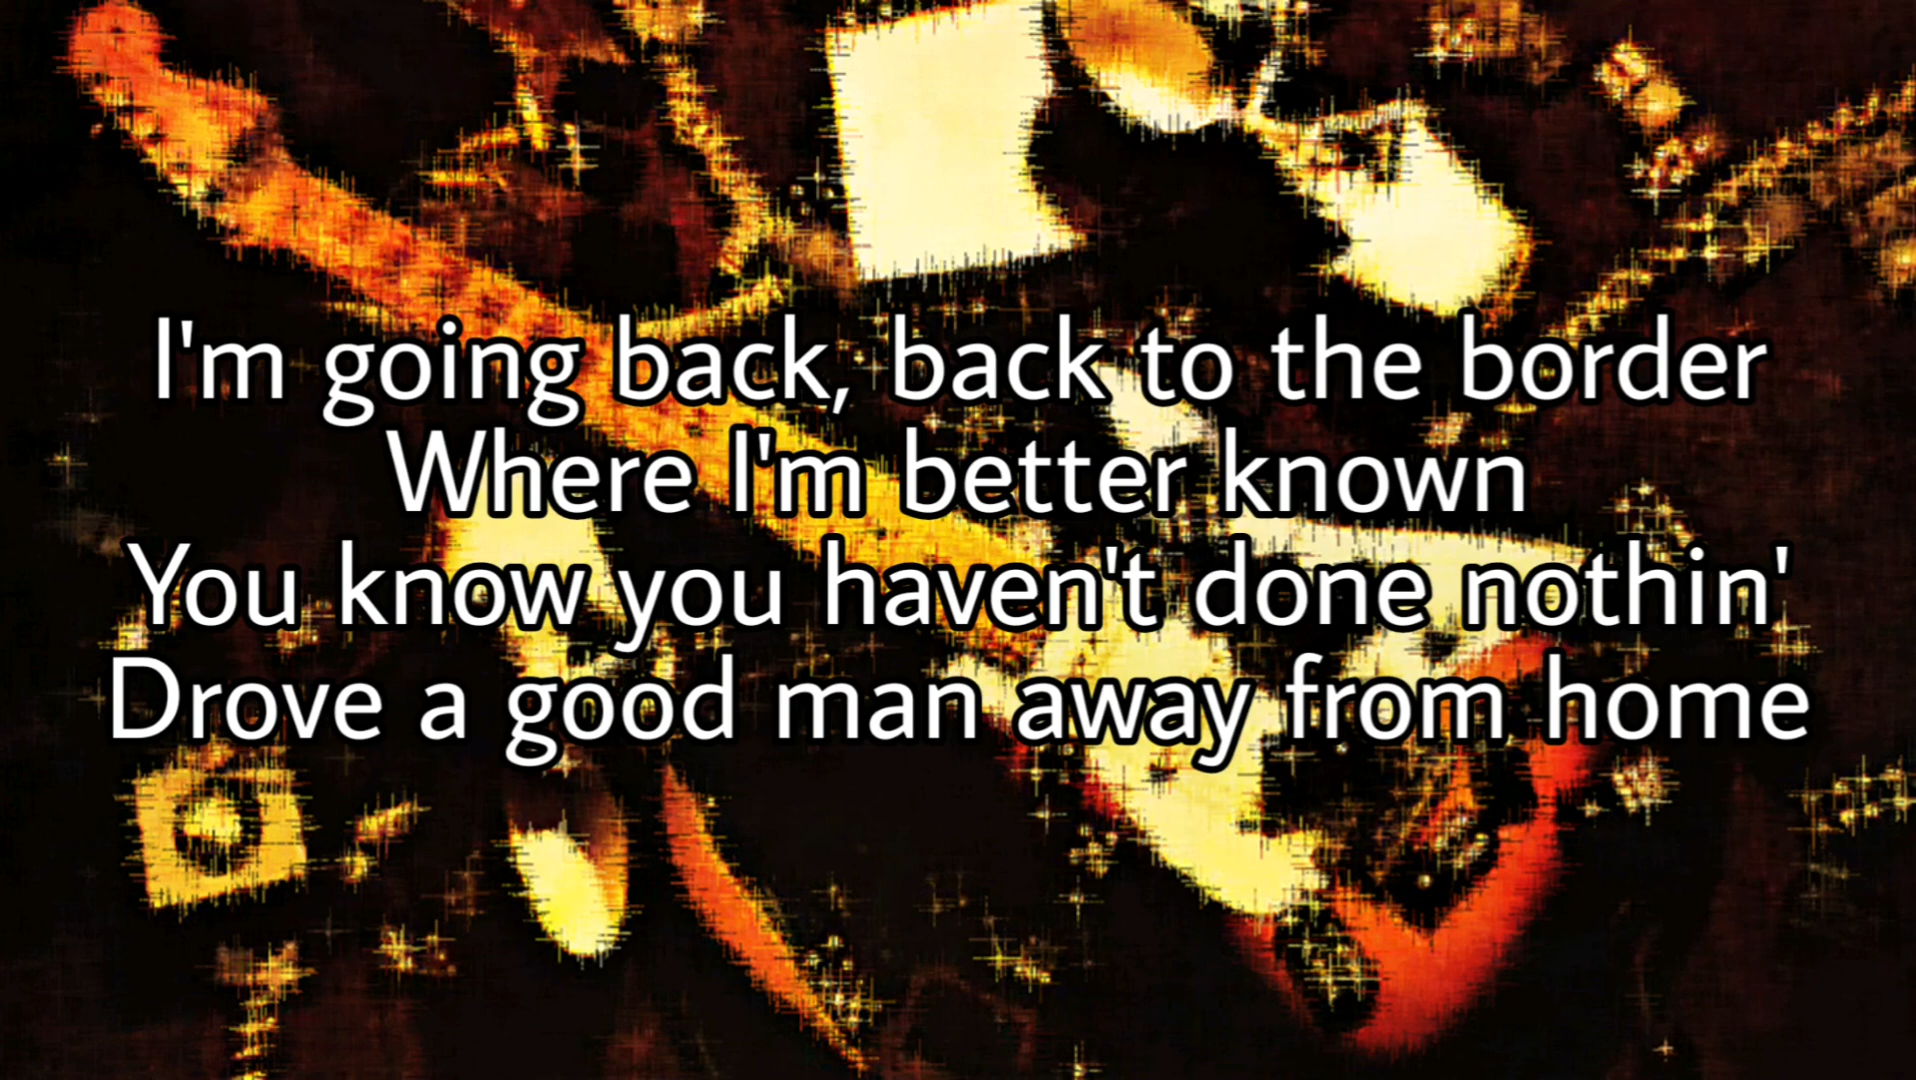 I'm going back, back to the border
Where I'm better known
You know you haven't done nothin'
Drove a good man away from home